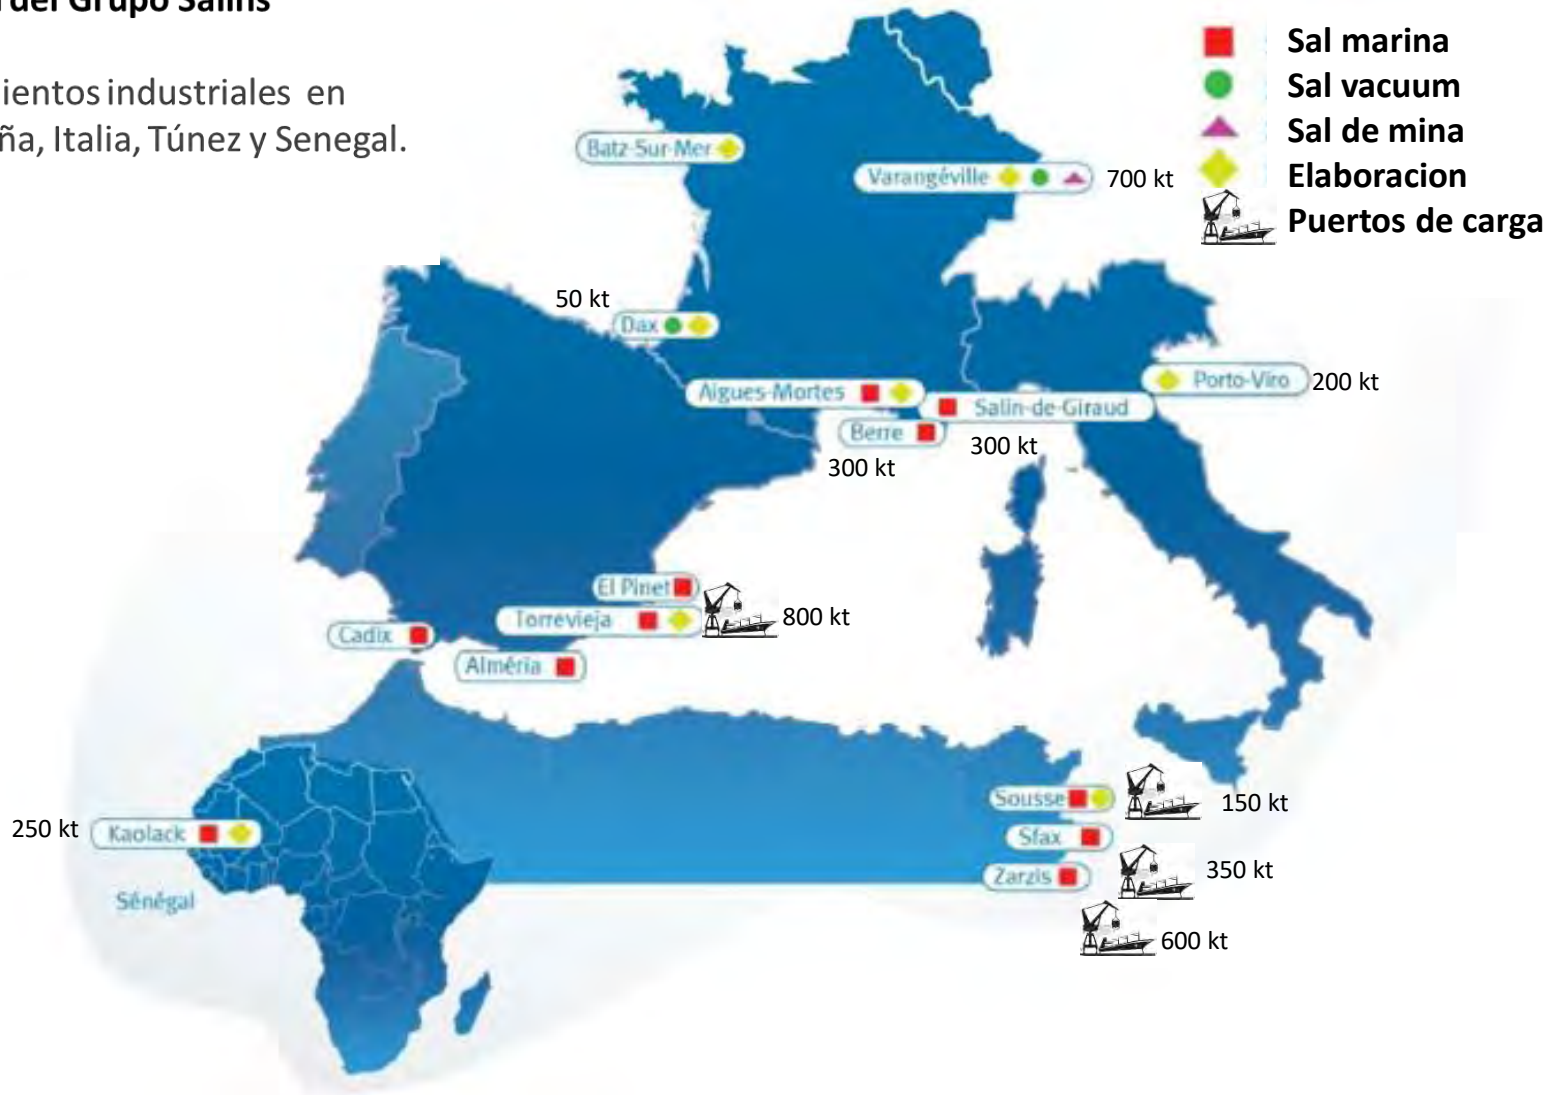 del Grupo Salins
ientos industriales en
ña, Italia, Túnez y Senegal.
Sal marina
Sal vacuum
Sal de mina
Elaboracion
Puertos de carga
Batz-Sur-Mer
Varangéville
700 kt
50 kt
Dax
Aigues-Mortes
Porto-Viro
200 kt
Salin-de-Giraud
Berre
300 kt
300 kt
El Pinet
Torrevieja
800 kt
Cadix
Alméria
Sousse
150 kt
250 kt
Kaolack
Sfax
Zarzis
350 kt
Sénégal
600 kt